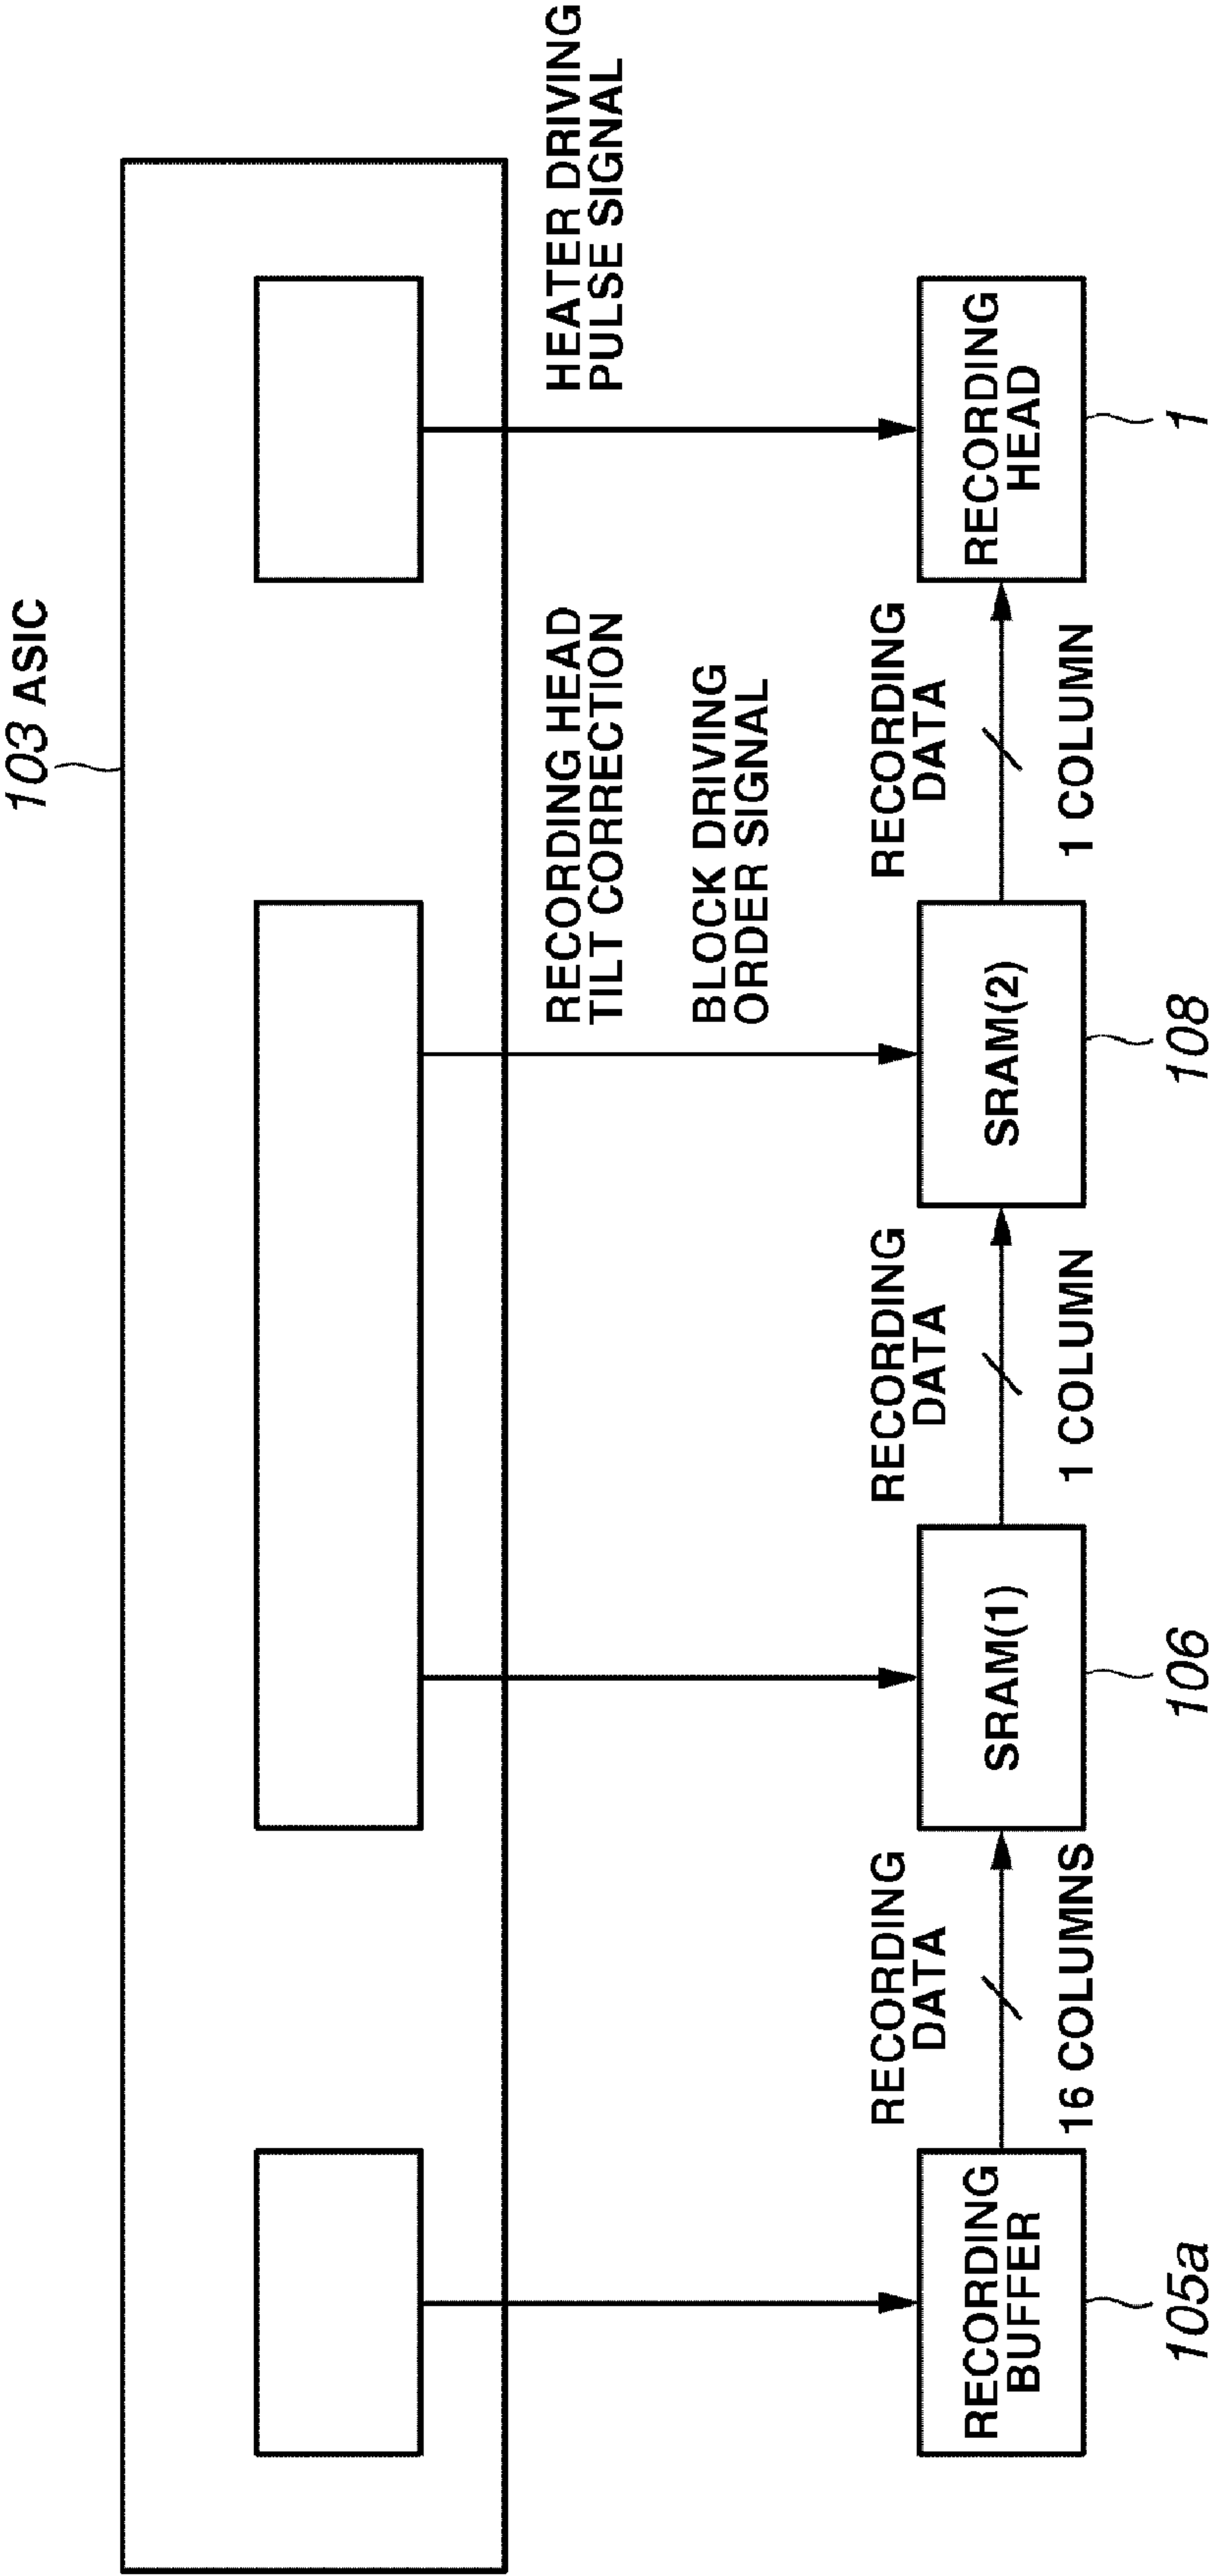 103 ASIC
RECORDING HEAD
TILT CORRECTION
HEATER DRIVING
PULSE SIGNAL
BLOCK DRIVING
ORDER SIGNAL
RECORDING
DATA
RECORDING
DATA
RECORDING
DATA
RECORDING
BUFFER
SRAM(1)
SRAM(2)
RECORDING
HEAD
16 COLUMNS
1 COLUMN
1 COLUMN
105a
106
108
1